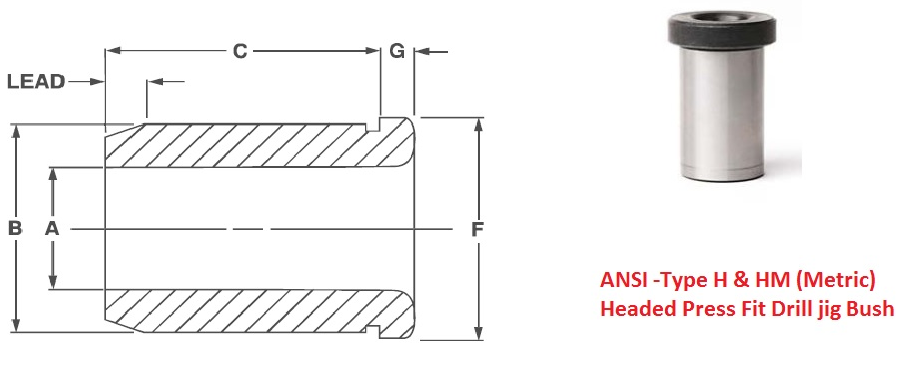 C
G
LEAD
B
A
F
ANSI -Type H & HM (Metric)
Headed Press Fit Drill jig Bush